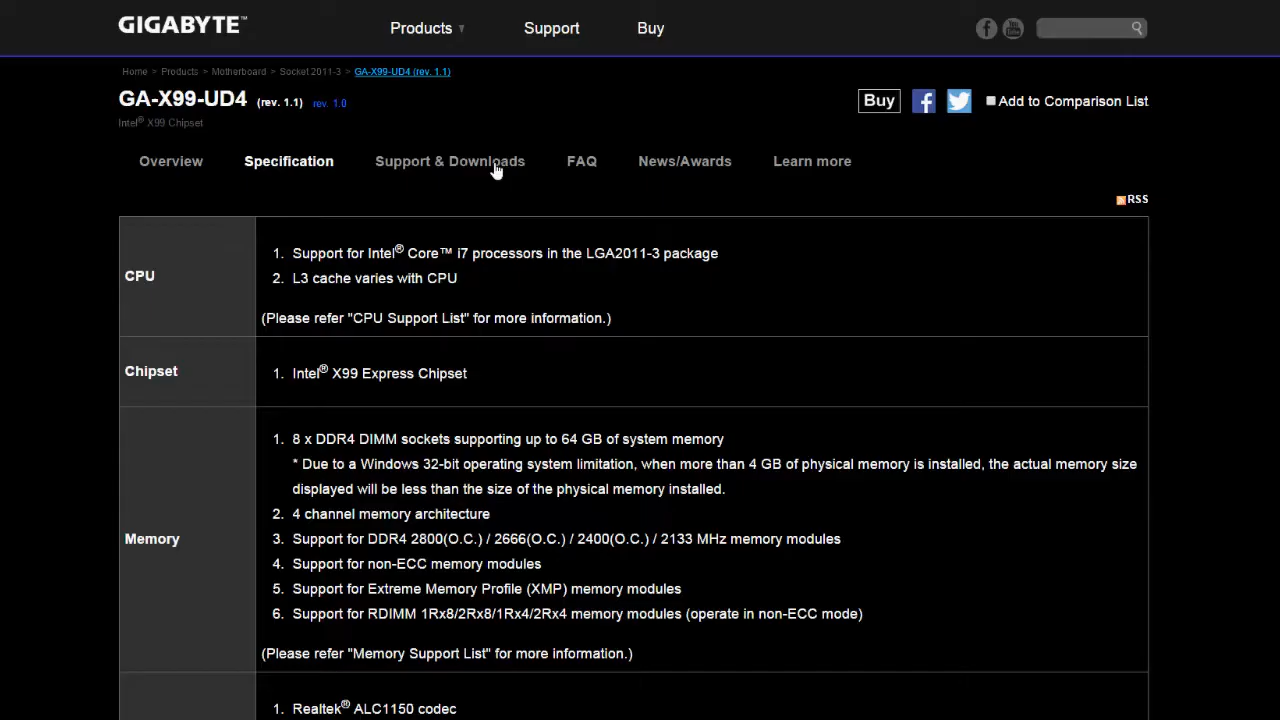 GIGABYTE™
Products ▼ Support Buy
Home > Products > Motherboard > Socket 2011-3 > GA-X99-UD4 (rev. 1.1)
GA-X99-UD4 (rev. 1.1) rev. 1.0
Buy
Add to Comparison List
Intel® X99 Chipset
Overview Specification Support & Downloads FAQ News/Awards Learn more
RSS
CPU
1. Support for Intel® Core™ i7 processors in the LGA2011-3 package
2. L3 cache varies with CPU
(Please refer "CPU Support List" for more information.)
Chipset
1. Intel® X99 Express Chipset
Memory
1. 8 x DDR4 DIMM sockets supporting up to 64 GB of system memory
* Due to a Windows 32-bit operating system limitation, when more than 4 GB of physical memory is installed, the actual memory size
displayed will be less than the size of the physical memory installed.
2. 4 channel memory architecture
3. Support for DDR4 2800(O.C.) / 2666(O.C.) / 2400(O.C.) / 2133 MHz memory modules
4. Support for non-ECC memory modules
5. Support for Extreme Memory Profile (XMP) memory modules
6. Support for RDIMM 1Rx8/2Rx8/1Rx4/2Rx4 memory modules (operate in non-ECC mode)
(Please refer "Memory Support List" for more information.)
1. Realtek® ALC1150 codec